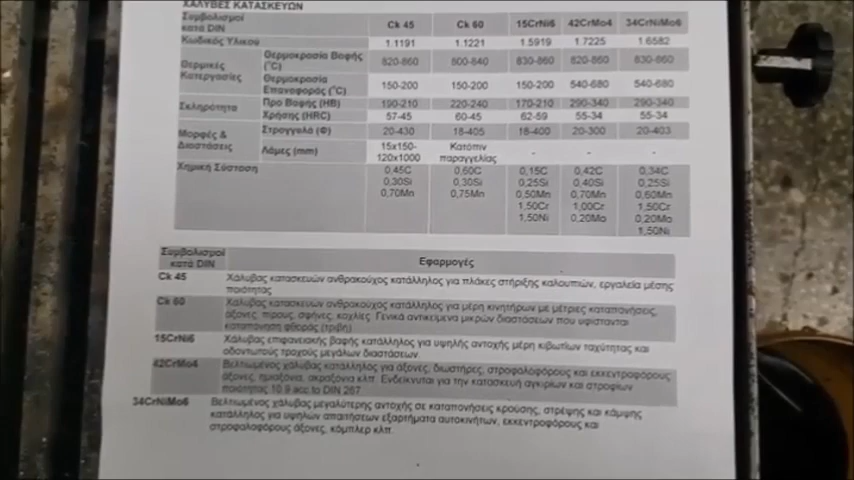 ΧΑΛΥΒΕΣ ΚΑΤΑΣΚΕΥΩΝ
Συμβολισμοί κατά DIN Ck 45 Ck 60 15CrNi6 42CrMo4 34CrNiMo6
Κωδικός Υλικού 1.1191 1.1221 1.5919 1.7225 1.6582
Θερμικές Κατεργασίες
Θερμοκρασία Βαφής (°C) 820-860 800-840 830-860 820-860 830-860
Θερμοκρασία Επαναφοράς (°C) 150-200 150-200 150-200 540-680 540-680
Σκληρότητα
Προ Βαφής (HB) 190-210 220-240 170-210 290-340 290-340
Χρήσης (HRC) 57-45 60-45 62-59 55-34 55-34
Μορφές & Διαστάσεις
Στρογγυλά (Φ) 20-430 18-405 18-400 20-300 20-403
Λάμες (mm) 15x150-120x1000 Κατόπιν παραγγελίας - - -
Χημική Σύσταση 0,45C 0,60C 0,15C 0,42C 0,34C
0,30Si 0,30Si 0,25Si 0,40Si 0,25Si
0,70Mn 0,75Mn 0,50Mn 0,70Mn 0,60Mn
1,50Cr 1,00Cr 1,50Cr
1,50Ni 0,20Mo 0,20Mo
1,50Ni
Συμβολισμοί κατά DIN Εφαρμογές
Ck 45 Χάλυβας κατασκευών ανθρακούχος κατάλληλος για πλάκες στήριξης καλουπιών, εργαλεία μέσης
ποιότητας
Ck 60 Χάλυβας κατασκευών ανθρακούχος κατάλληλος για μέρη κινητήρων με μέτριες καταπονήσεις,
άξονες, πίρους, σφήνες, κοχλίες. Γενικά αντικείμενα μικρών διαστάσεων που υφίστανται
καταπόνηση φθοράς (τριβή)
15CrNi6 Χάλυβας επιφανειακής βαφής κατάλληλος για υψηλής αντοχής μέρη κιβωτίων ταχύτητας και
οδοντωτούς τροχούς μεγάλων διαστάσεων.
42CrMo4 Βελτιωμένος χάλυβας κατάλληλος για άξονες, διωστήρες, στροφαλοφόρους και εκκεντροφόρους
άξονες, ημιαξόνια, ακραξόνια κλπ. Ενδείκνυται για την κατασκευή αγκιρίων και στροφίων
ποιότητας 10.9 acc to DIN 267
34CrNiMo6 Βελτιωμένος χάλυβας μεγαλύτερης αντοχής σε καταπονήσεις κρούσης, στρέψης και κάμψης
κατάλληλος για υψηλών απαιτήσεων εξαρτήματα αυτοκινήτων, εκκεντροφόρους και
στροφαλοφόρους άξονες, κόμπλερ κλπ.